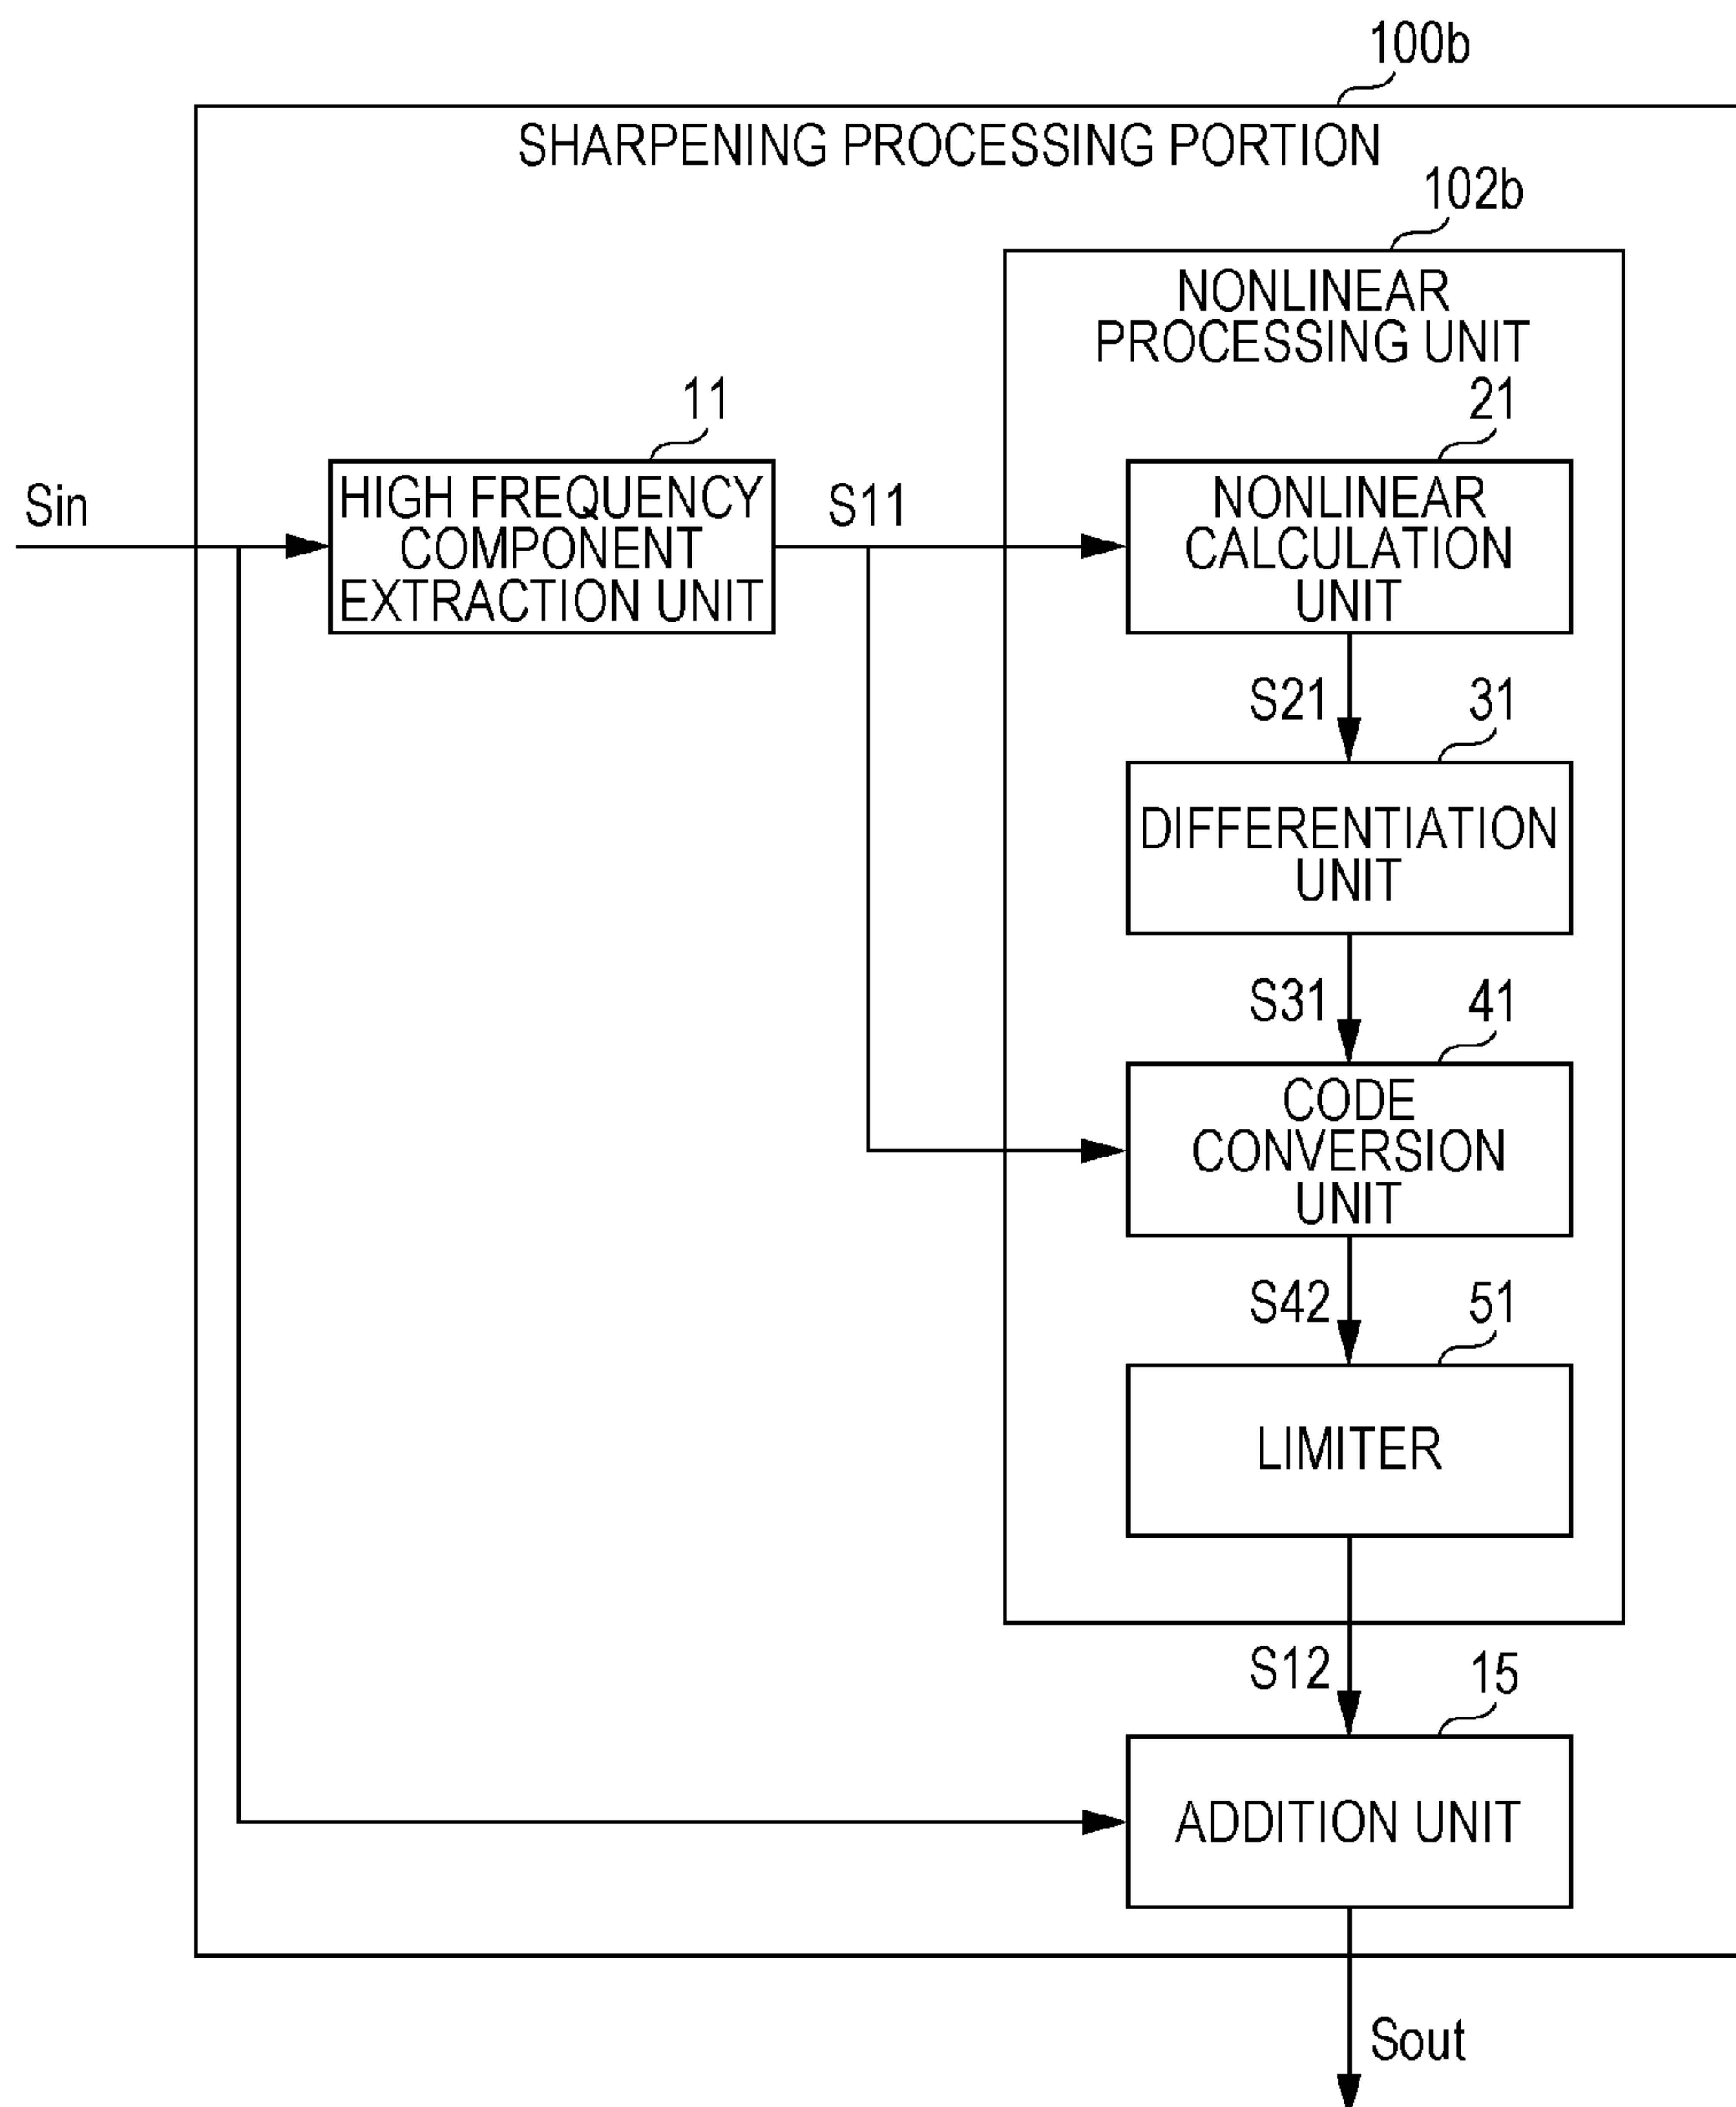 100b
SHARPENING PROCESSING PORTION
102b
NONLINEAR
PROCESSING UNIT
11
21
Sin
HIGH FREQUENCY
COMPONENT
EXTRACTION UNIT
S11
NONLINEAR
CALCULATION
UNIT
S21
31
DIFFERENTIATION
UNIT
S31
41
CODE
CONVERSION
UNIT
S42
51
LIMITER
S12
15
ADDITION UNIT
Sout